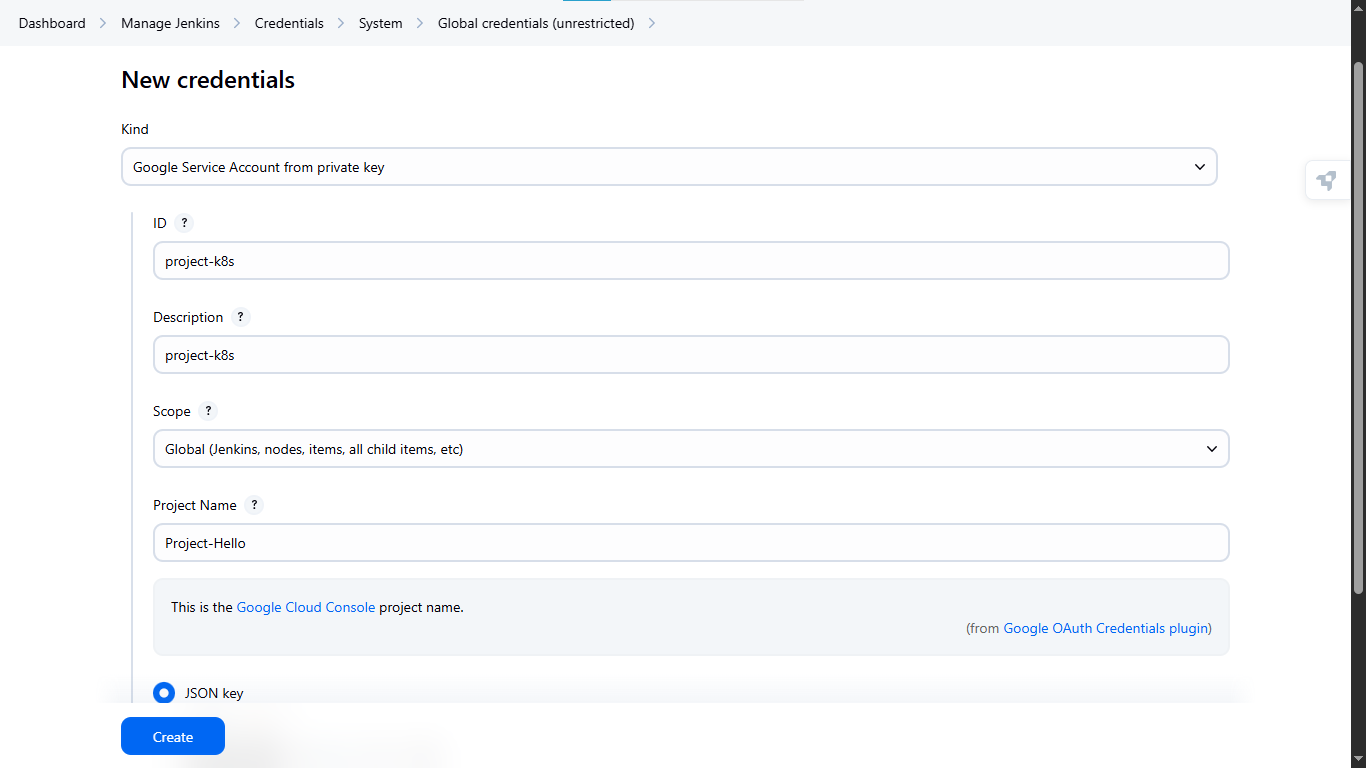 Dashboard Manage Jenkins Credentials System Global credentials (unrestricted)
New credentials
Kind
Google Service Account from private key
ID ?
project-k8s
Description ?
project-k8s
Scope ?
Global (Jenkins, nodes, items, all child items, etc)
Project Name ?
Project-Hello
This is the Google Cloud Console project name.
(from Google OAuth Credentials plugin)
JSON key
Create